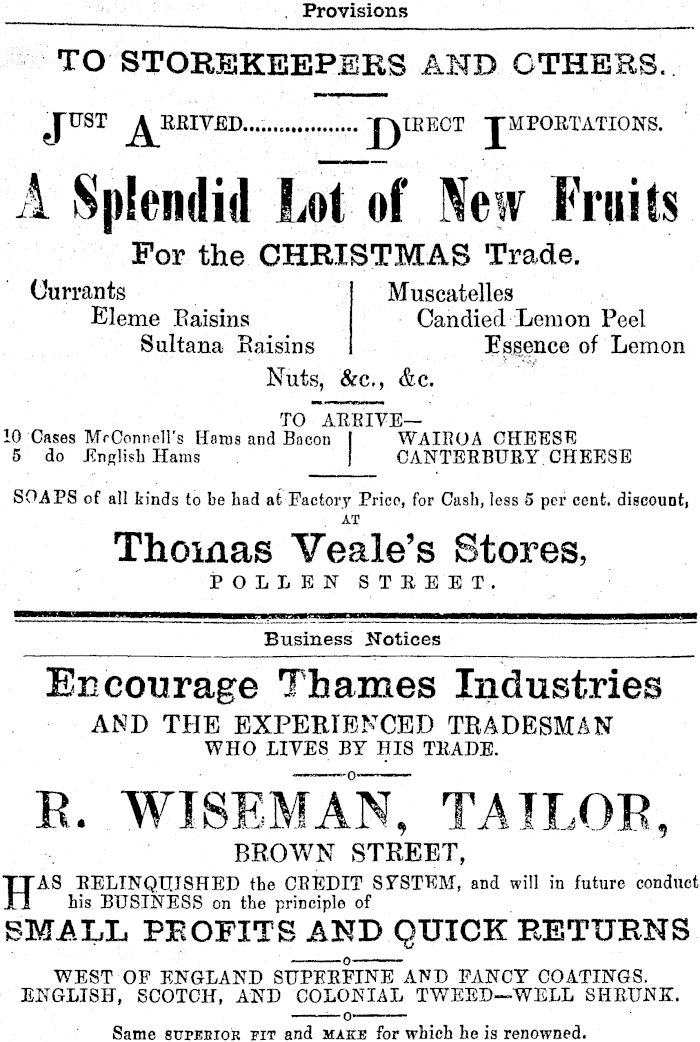 Provisions
TO STOREKEEPERS AND OTHERS.
JUST ARRIVED................... DIRECT IMPORTATIONS.
A Splendid Lot of New Fruits
For the CHRISTMAS Trade.
Currants
Eleme Raisins
Sultana Raisins
Muscatelles
Candied Lemon Peel
Essence of Lemon
Nuts, &c., &c.
TO ARRIVE—
10 Cases McConnell's Hams and Bacon
5 do English Hams
WAIROA CHEESE
CANTERBURY CHEESE
SOAPS of all kinds to be had at Factory Price, for Cash, less 5 per cent. discount,
AT
Thomas Veale's Stores,
POLLEN STREET.
Business Notices
Encourage Thames Industries
AND THE EXPERIENCED TRADESMAN
WHO LIVES BY HIS TRADE.
R. WISEMAN, TAILOR,
BROWN STREET,
HAS RELINQUISHED the CREDIT SYSTEM, and will in future conduct
his BUSINESS on the principle of
SMALL PROFITS AND QUICK RETURNS
WEST OF ENGLAND SUPERFINE AND FANCY COATINGS.
ENGLISH, SCOTCH, AND COLONIAL TWEED—WELL SHRUNK.
Same SUPERIOR FIT and MAKE for which he is renowned.